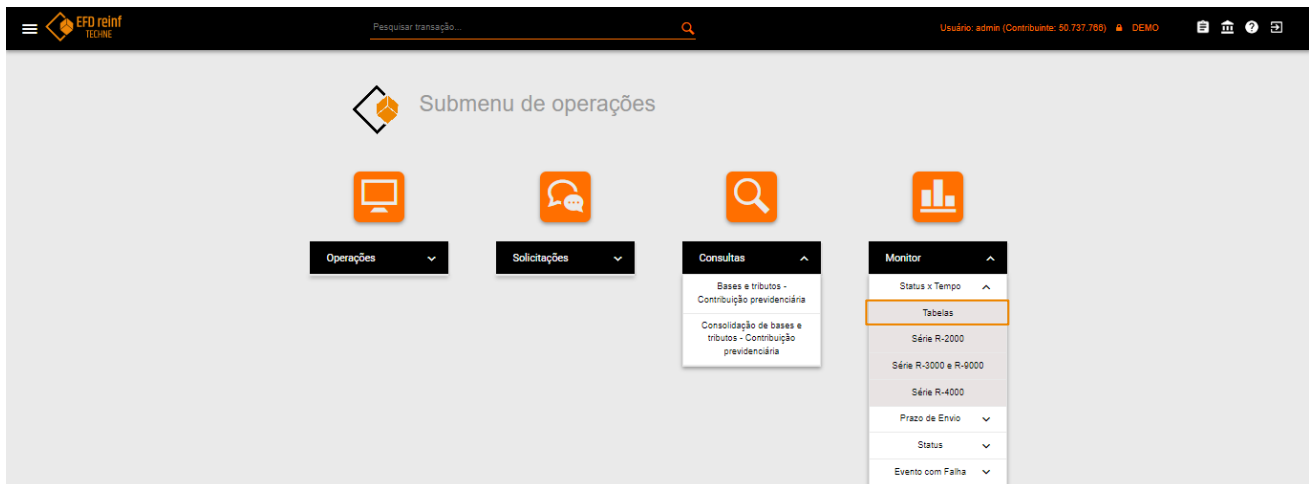 EFD reinf
TECHNE
Pesquisar transação...
Usuário: admin (Contribuinte: 50.737.766) DEMO
Submenu de operações
Operações
Solicitações
Consultas
Bases e tributos -
Contribuição previdenciária
Consolidação de bases e
tributos - Contribuição
previdenciária
Monitor
Status x Tempo
Tabelas
Série R-2000
Série R-3000 e R-9000
Série R-4000
Prazo de Envio
Status
Evento com Falha